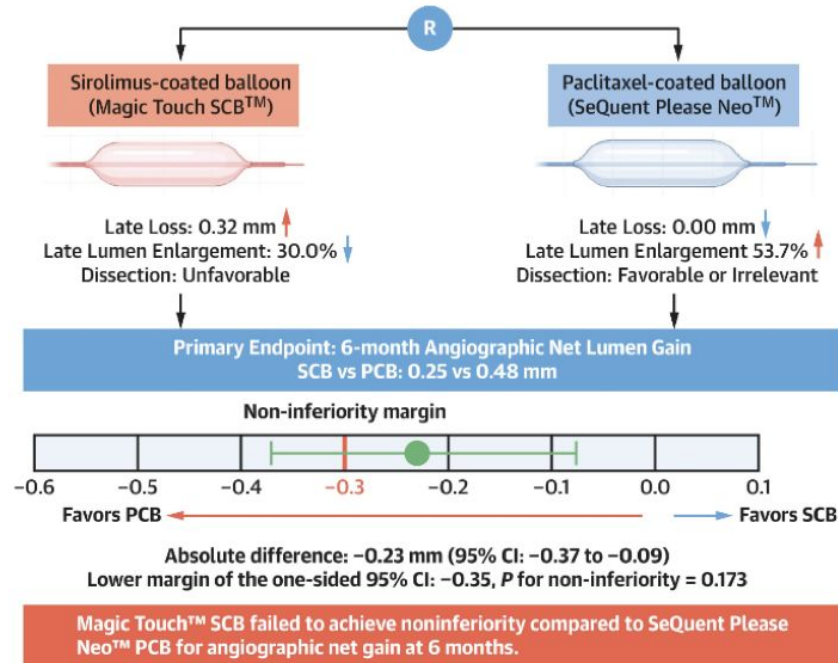 R
Sirolimus-coated balloon
(Magic Touch SCB™)
Paclitaxel-coated balloon
(SeQuent Please Neo™)
Late Loss: 0.32 mm
Late Lumen Enlargement: 30.0%
Dissection: Unfavorable
Late Loss: 0.00 mm
Late Lumen Enlargement 53.7%
Dissection: Favorable or Irrelevant
Primary Endpoint: 6-month Angiographic Net Lumen Gain
SCB vs PCB: 0.25 vs 0.48 mm
Non-inferiority margin
−0.6 −0.5 −0.4 −0.3 −0.2 −0.1 0.0 0.1
Favors PCB Favors SCB
Absolute difference: −0.23 mm (95% CI: −0.37 to −0.09)
Lower margin of the one-sided 95% CI: −0.35, P for non-inferiority = 0.173
Magic Touch™ SCB failed to achieve noninferiority compared to SeQuent Please
Neo™ PCB for angiographic net gain at 6 months.